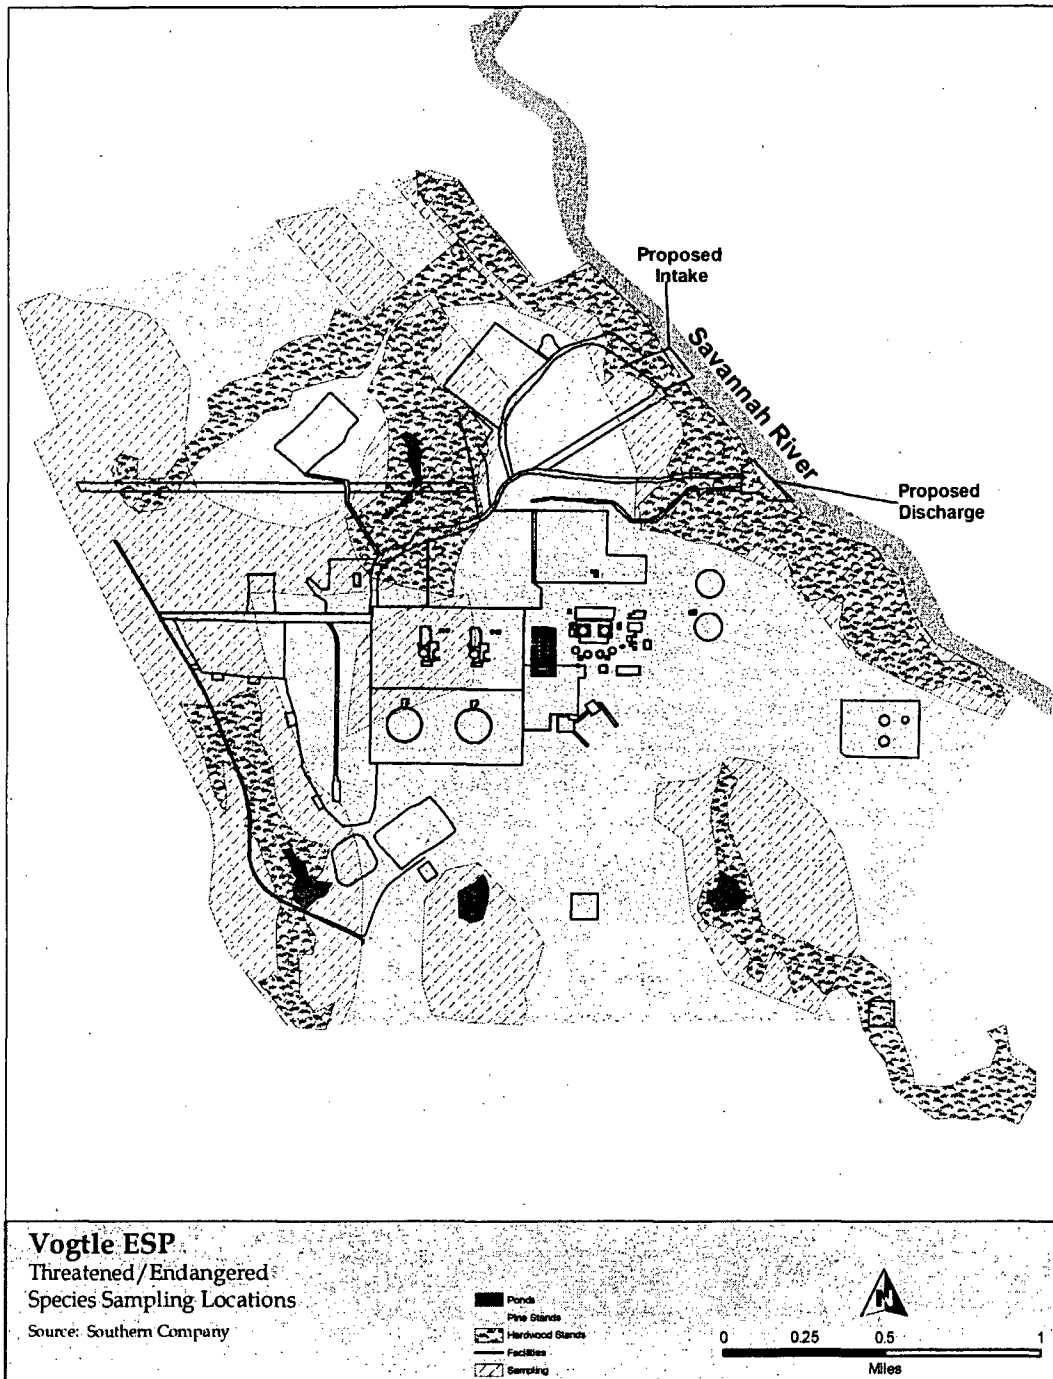 Proposed
Intake
Savannah River
Proposed
Discharge
Vogtle ESP
Threatened/Endangered
Species Sampling Locations
Source: Southern Company
Ponds
Pine Stands
Hardwood Stands
Facilities
Sampling
N
0 0.25 0.5 1
Miles